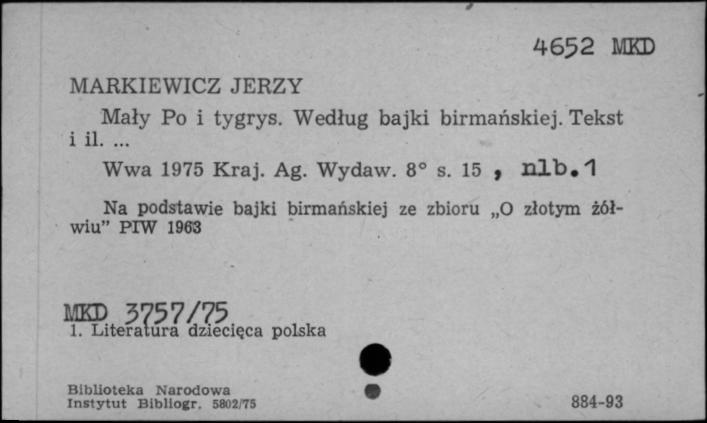 4652 MKD
MARKIEWICZ JERZY
Mały Po i tygrys. Według bajki birmańskiej. Tekst
i il. ...
Wwa 1975 Kraj. Ag. Wydaw. 8° s. 15 , nlb.1
Na podstawie bajki birmańskiej ze zbioru „O złotym żół-
wiu” PIW 1963
MKD 3757/75
1. Literatura dziecięca polska
Biblioteka Narodowa
Instytut Bibliogr. 5802/75
884-93